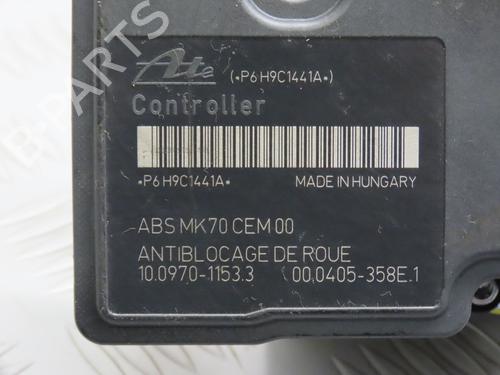 Ate (*P6H9C1441A*)
Controller
*P6H9C1441A* MADE IN HUNGARY
ABS MK70 CEM 00
ANTIBLOCAGE DE ROUE
10.0970-1153.3 00.0405-358E.1
B-PARTS